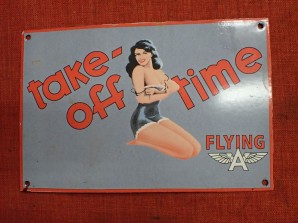 take-
off time
FLYING
A